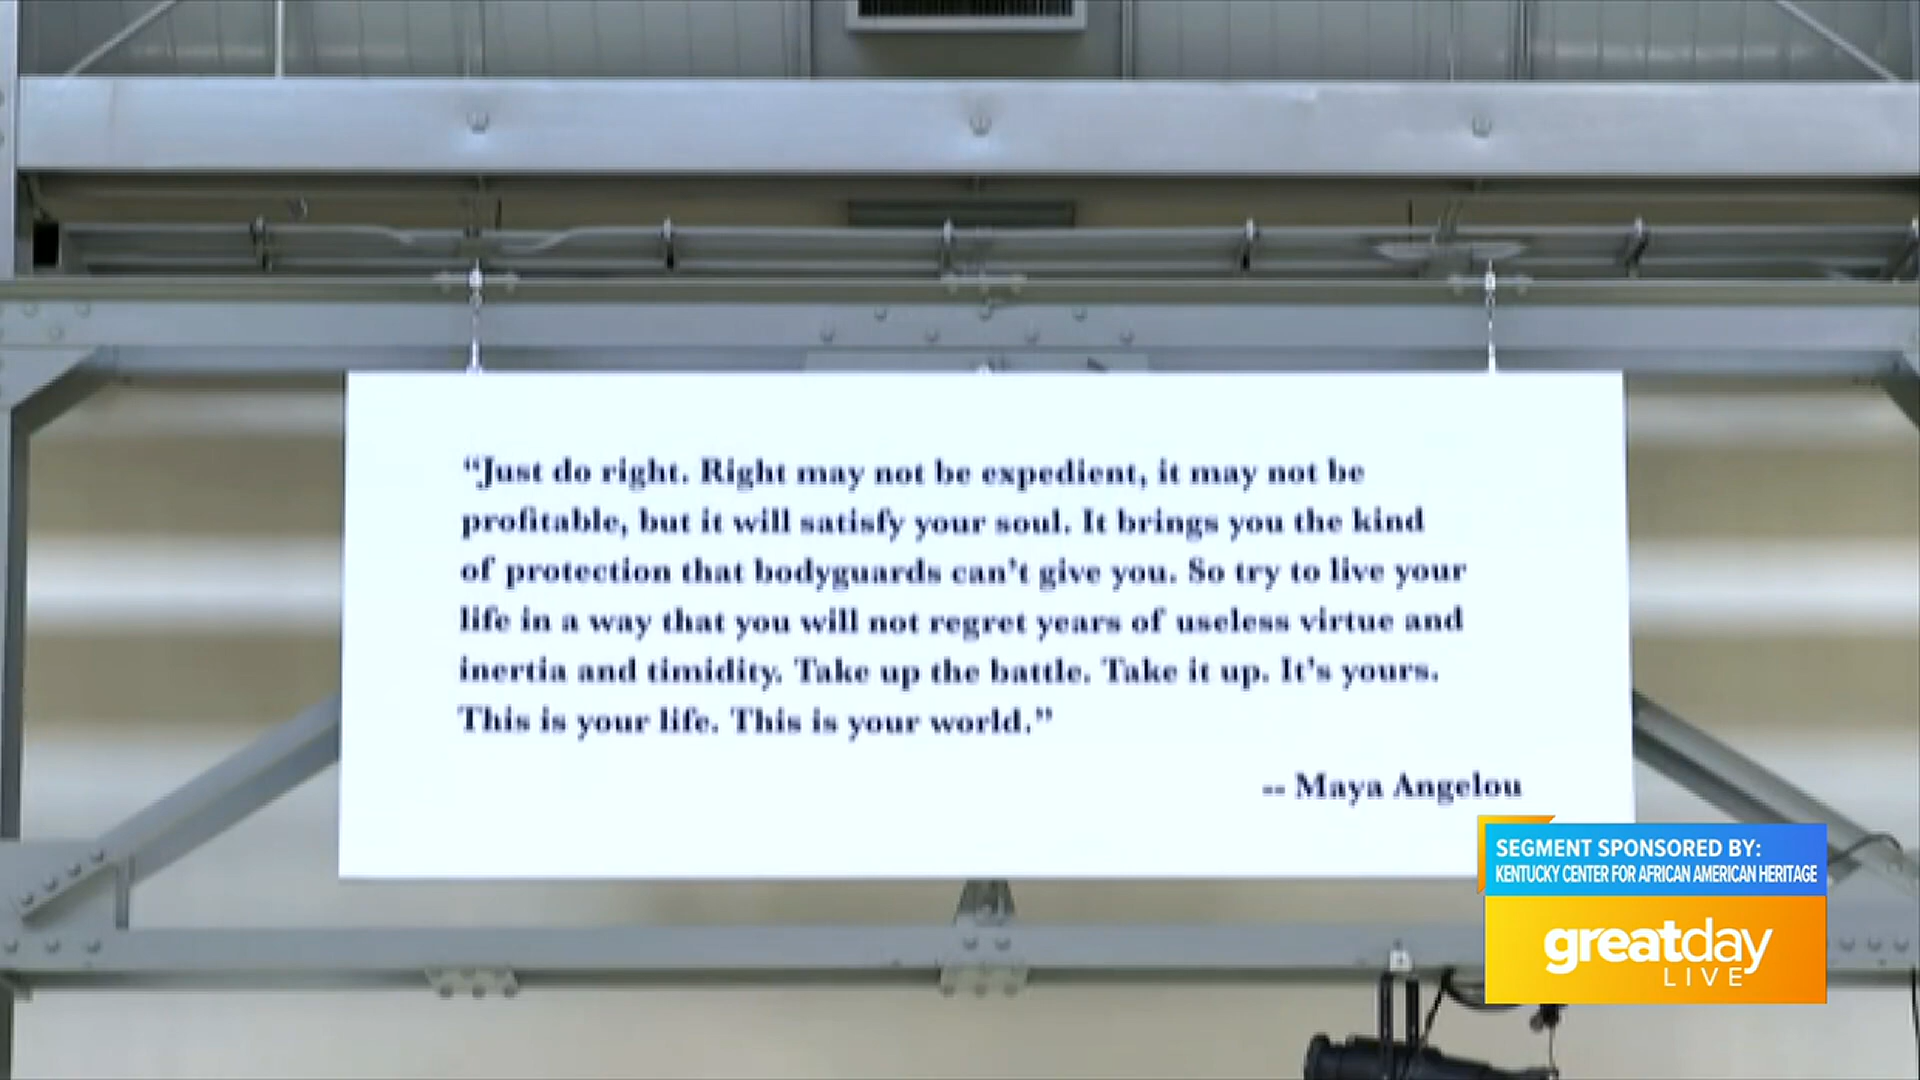 “Just do right. Right may not be expedient, it may not be
profitable, but it will satisfy your soul. It brings you the kind
of protection that bodyguards can’t give you. So try to live your
life in a way that you will not regret years of useless virtue and
inertia and timidity. Take up the battle. Take it up. It’s yours.
This is your life. This is your world.”
-- Maya Angelou
SEGMENT SPONSORED BY:
KENTUCKY CENTER FOR AFRICAN AMERICAN HERITAGE
greatday
LIVE